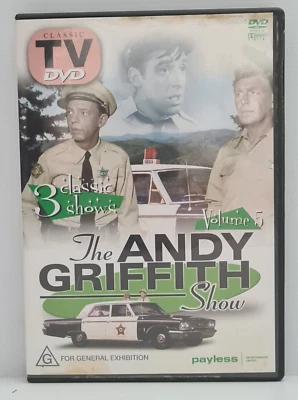 CLASSIC
TV
DVD
DVD
3 classic
shows
Volume 5
The ANDY
GRIFFITH
Show
G
FOR GENERAL EXHIBITION
payless